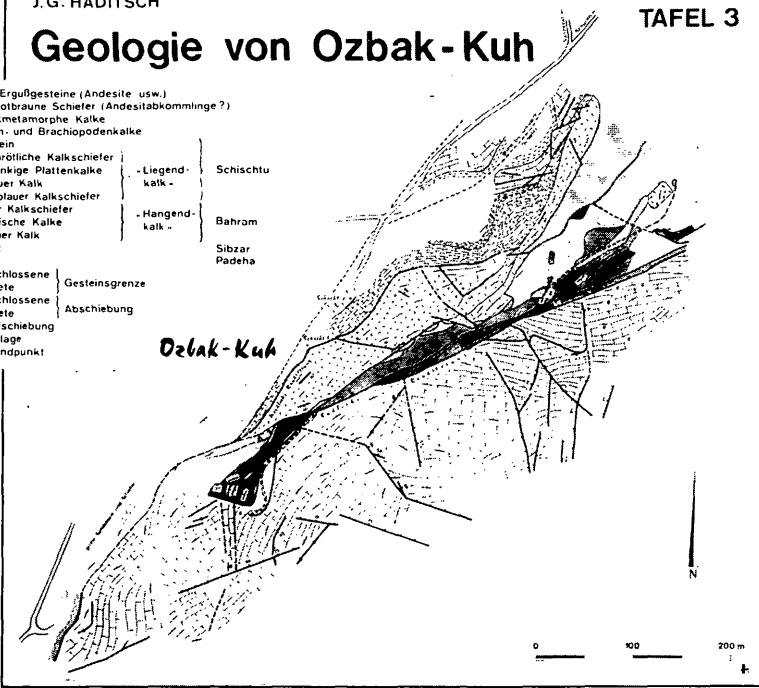 J.G. HADITSCH
TAFEL 3
Geologie von Ozbak-Kuh
Ergußgesteine (Andesite usw.)
otbraune Schiefer (Andesitabkömmlinge?)
metamorphe Kalke
n- und Brachiopodenkalke
ein
rötliche Kalkschiefer
nkige Plattenkalke
uer Kalk
"Liegend-
kalk"
Schischtu
blauer Kalkschiefer
r Kalkschiefer
ische Kalke
er Kalk
"Hangend-
kalk"
Bahram
Sibzar
Padeha
chlossene
ete
Gesteinsgrenze
chlossene
ete
Abschiebung
schiebung
lage
ndpunkt
Ozbak-Kuh
N
0 100 200 m